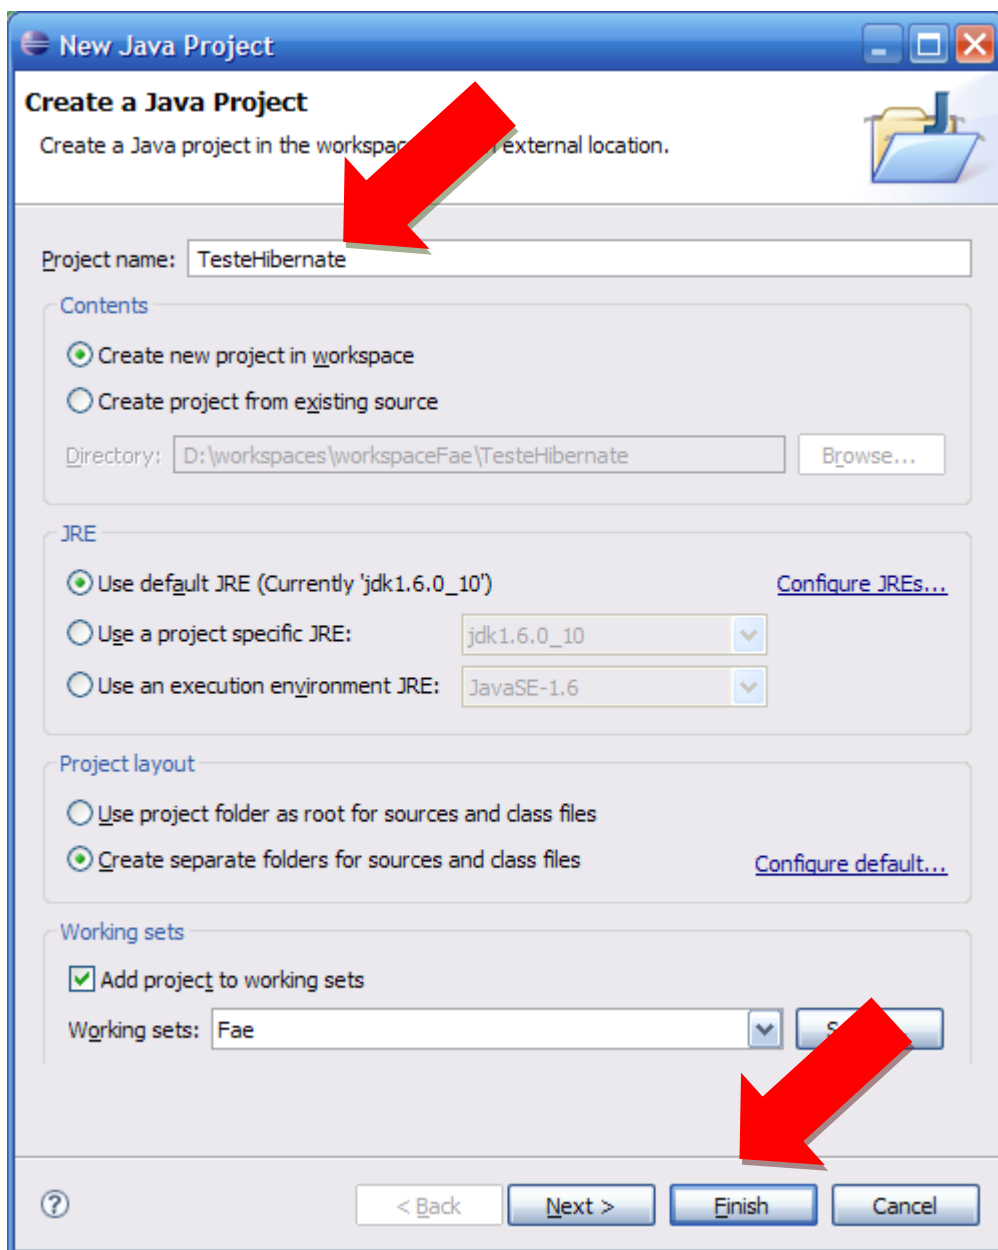 New Java Project
Create a Java Project
Create a Java project in the workspac external location.
Project name: TesteHibernate
Contents
Create new project in workspace
Create project from existing source
Directory: D:\workspaces\workspaceFae\TesteHibernate Browse...
JRE
Use default JRE (Currently 'jdk1.6.0_10') Configure JREs...
Use a project specific JRE: jdk1.6.0_10
Use an execution environment JRE: JavaSE-1.6
Project layout
Use project folder as root for sources and class files
Create separate folders for sources and class files Configure default...
Working sets
Add project to working sets
Working sets: Fae
? < Back Next > Finish Cancel